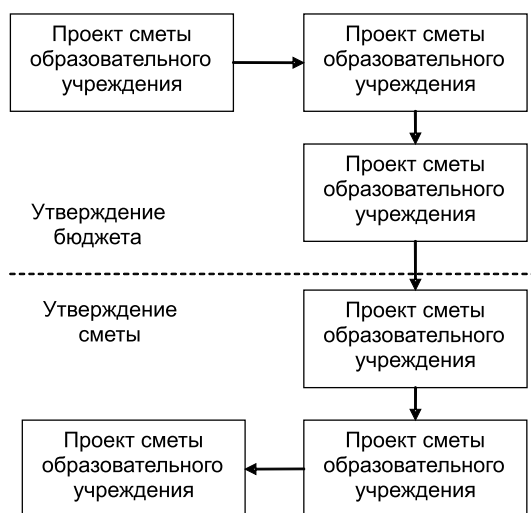 Проект сметы
образовательного
учреждения
Проект сметы
образовательного
учреждения
Проект сметы
образовательного
учреждения
Утверждение
бюджета
Утверждение
сметы
Проект сметы
образовательного
учреждения
Проект сметы
образовательного
учреждения
Проект сметы
образовательного
учреждения